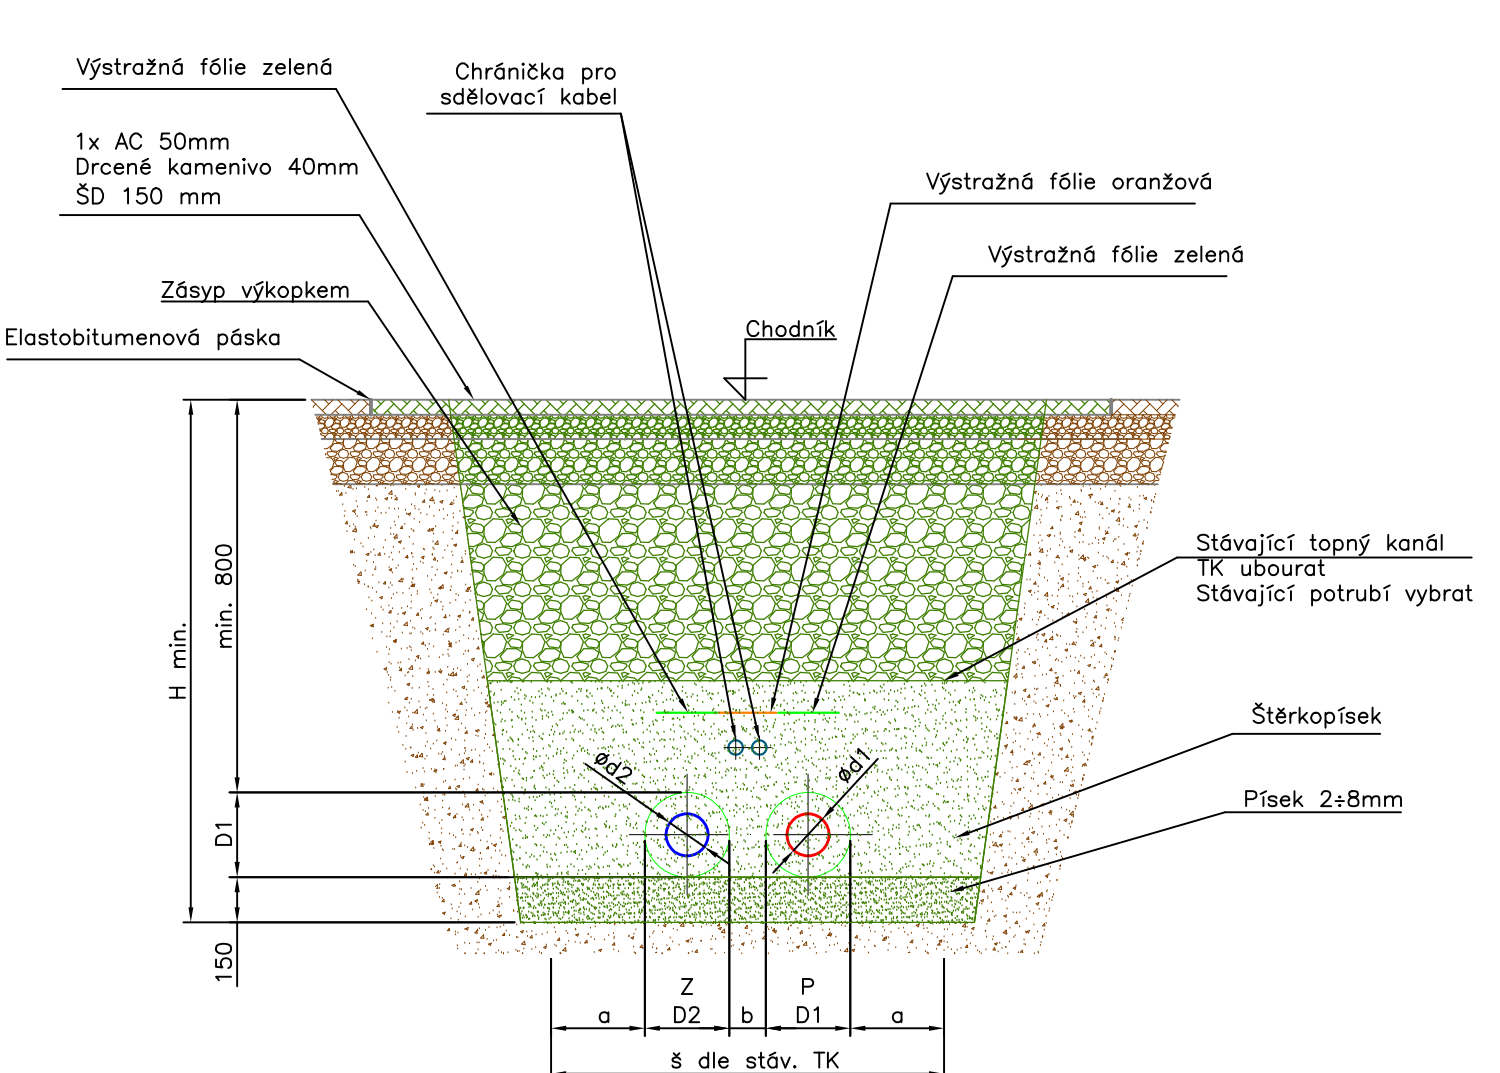 Výstražná fólie zelená
Chránička pro
sdělovací kabel
1x AC 50mm
Drcené kamenivo 40mm
ŠD 150 mm
Výstražná fólie oranžová
Výstražná fólie zelená
Zásyp výkopkem
Elastobitumenová páska
Chodník
Stávající topný kanál
TK ubourat
Stávající potrubí vybrat
min. 800
H min.
Štěrkopísek
ød2
ød1
Písek 2÷8mm
D1
150
Z
P
a
D2
b
D1
a
š dle stáv. TK